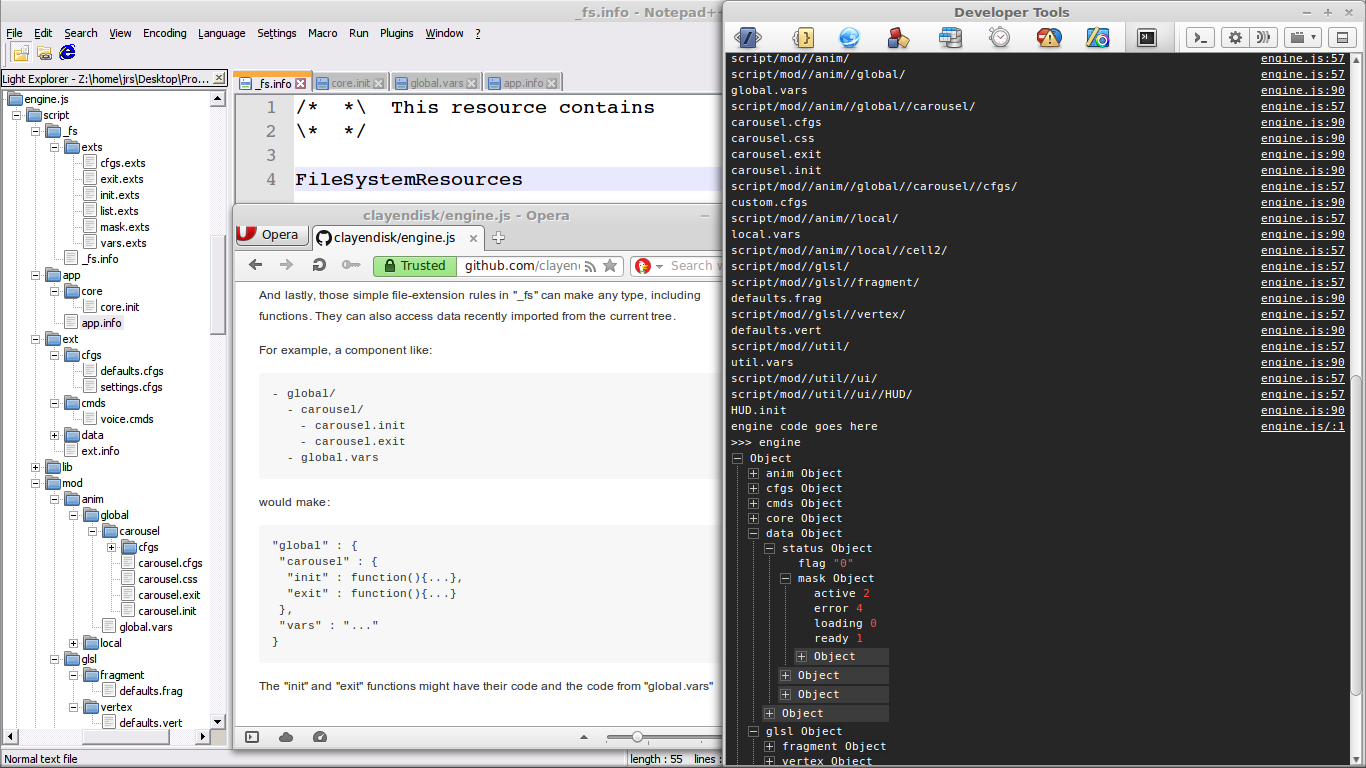 _fs.info - Notepad++
File Edit Search View Encoding Language Settings Macro Run Plugins Window ?
Light Explorer - Z:\home\jrs\Desktop\Pro...
engine.js
script
_fs
exts
cfgs.exts
exit.exts
init.exts
list.exts
mask.exts
vars.exts
_fs.info
app
core
core.init
app.info
ext
cfgs
defaults.cfgs
settings.cfgs
cmds
voice.cmds
data
ext.info
lib
mod
anim
global
carousel
cfgs
carousel.cfgs
carousel.css
carousel.exit
carousel.init
global.vars
local
glsl
fragment
defaults.frag
vertex
defaults.vert
Normal text file
length : 55 lines :
_fs.info core.init global.vars app.info
1 /* *\ This resource contains
2 \* */
3
4 FileSystemResources
clayendisk/engine.js - Opera
Opera clayendisk/engine.js
Trusted github.com/clayen Search w
And lastly, those simple file-extension rules in "_fs" can make any type, including
functions. They can also access data recently imported from the current tree.
For example, a component like:
- global/
- carousel/
- carousel.init
- carousel.exit
- global.vars
would make:
"global" : {
"carousel" : {
"init" : function(){...},
"exit" : function(){...}
},
"vars" : "..."
}
The "init" and "exit" functions might have their code and the code from "global.vars"
Developer Tools
script/mod//anim/ engine.js:57
script/mod//anim//global/ engine.js:57
global.vars engine.js:90
script/mod//anim//global//carousel/ engine.js:57
carousel.cfgs engine.js:90
carousel.css engine.js:90
carousel.exit engine.js:90
carousel.init engine.js:90
script/mod//anim//global//carousel//cfgs/ engine.js:57
custom.cfgs engine.js:90
script/mod//anim//local/ engine.js:57
local.vars engine.js:90
script/mod//anim//local//cell2/ engine.js:57
script/mod//glsl/ engine.js:57
script/mod//glsl//fragment/ engine.js:57
defaults.frag engine.js:90
script/mod//glsl//vertex/ engine.js:57
defaults.vert engine.js:90
script/mod//util/ engine.js:57
util.vars engine.js:90
script/mod//util//ui/ engine.js:57
script/mod//util//ui//HUD/ engine.js:57
HUD.init engine.js:90
engine code goes here engine.js/:1
>>> engine
Object
anim Object
cfgs Object
cmds Object
core Object
data Object
status Object
flag "0"
mask Object
active 2
error 4
loading 0
ready 1
Object
Object
Object
Object
glsl Object
fragment Object
vertex Object